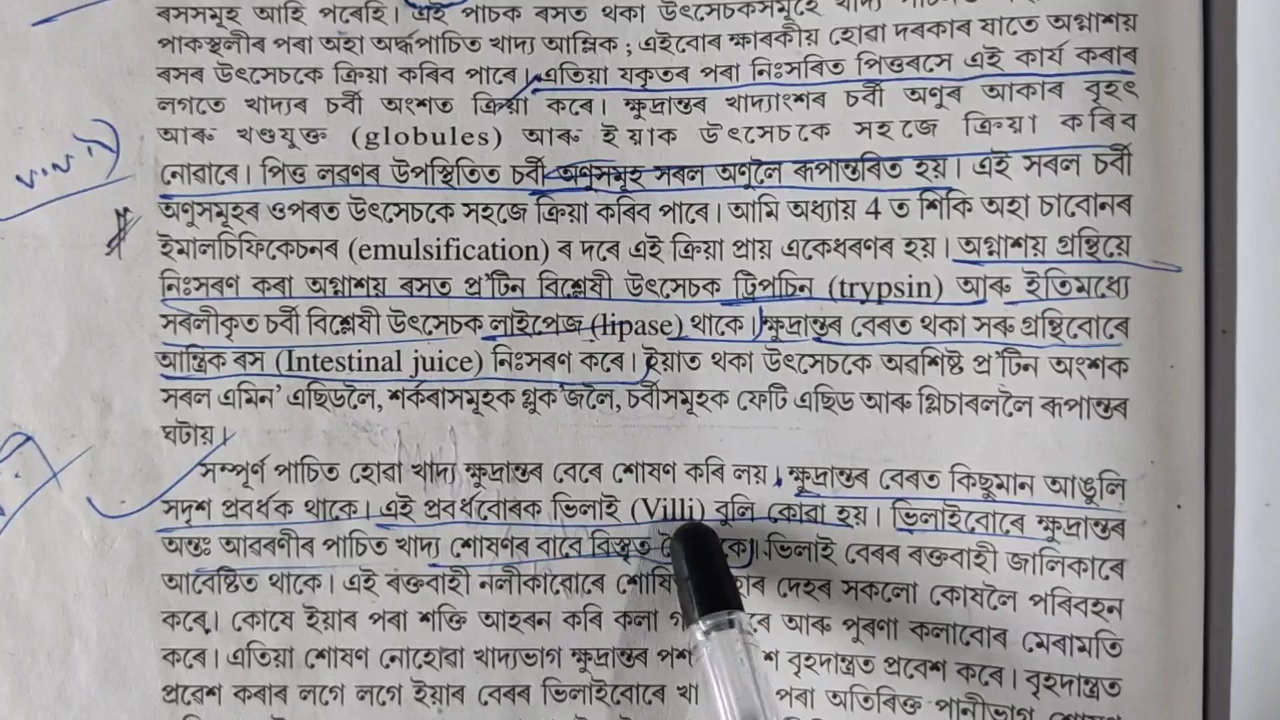 ৰসসমূহ আহি পৰেহি। এই পাচক ৰসত থকা উৎসেচকসমূহে খাদ্য
পাকস্থলীৰ পৰা অহা অৰ্দ্ধপাচিত খাদ্য আম্লিক ; এইবোৰ ক্ষাৰকীয় হোৱা দৰকাৰ যাতে অগ্নাশয়
ৰসৰ উৎসেচকে ক্ৰিয়া কৰিব পাৰে। এতিয়া যকৃতৰ পৰা নিঃসৰিত পিত্তৰসে এই কাৰ্য কৰাৰ
লগতে খাদ্যৰ চৰ্বী অংশত ক্ৰিয়া কৰে। ক্ষুদ্ৰান্ত্ৰৰ খাদ্যাংশৰ চৰ্বী অণুৰ আকাৰ বৃহৎ
আৰু খণ্ডযুক্ত (globules) আৰু ইয়াক উৎসেচকে সহজে ক্ৰিয়া কৰিব
নোৱাৰে। পিত্ত লৱণৰ উপস্থিতিত চৰ্বী অণুসমূহ সৰল অণুলৈ ৰূপান্তৰিত হয়। এই সৰল চৰ্বী
অণুসমূহৰ ওপৰত উৎসেচকে সহজে ক্ৰিয়া কৰিব পাৰে। আমি অধ্যায় 4 ত শিকি অহা চাবোনৰ
ইমালচিফিকেচনৰ (emulsification) ৰ দৰে এই ক্ৰিয়া প্ৰায় একেধৰণৰ হয়। অগ্নাশয় গ্ৰন্থিয়ে
নিঃসৰণ কৰা অগ্নাশয় ৰসত প্ৰ'টিন বিশ্লেষী উৎসেচক ট্ৰিপচিন (trypsin) আৰু ইতিমধ্যে
সৰলীকৃত চৰ্বী বিশ্লেষী উৎসেচক লাইপেজ (lipase) থাকে। ক্ষুদ্ৰান্ত্ৰৰ বেৰত থকা সৰু গ্ৰন্থিবোৰে
আন্ত্ৰিক ৰস (Intestinal juice) নিঃসৰণ কৰে। ইয়াত থকা উৎসেচকে অৱশিষ্ট প্ৰ'টিন অংশক
সৰল এমিন' এছিডলৈ, শৰ্কৰাসমূহক গ্লুক'জলৈ, চৰ্বীসমূহক ফেটি এছিড আৰু গ্লিচাৰললৈ ৰূপান্তৰ
ঘটায়।
সম্পূৰ্ণ পাচিত হোৱা খাদ্য ক্ষুদ্ৰান্ত্ৰৰ বেৰে শোষণ কৰি লয়। ক্ষুদ্ৰান্ত্ৰৰ বেৰত কিছুমান আঙুলি
সদৃশ প্ৰবৰ্ধক থাকে। এই প্ৰবৰ্ধবোৰক ভিলাই (Villi) বুলি কোৱা হয়। ভিলাইবোৰে ক্ষুদ্ৰান্ত্ৰৰ
অন্তঃ আৱৰণীৰ পাচিত খাদ্য শোষণৰ বাবে বিস্তৃত ভিলাই বেৰৰ ৰক্তবাহী জালিকাৰে
আবেষ্টিত থাকে। এই ৰক্তবাহী নলীকাবোৰে দেহৰ সকলো কোষলৈ পৰিবহন
কৰে। কোষে ইয়াৰ পৰা শক্তি আহৰন কৰি কলা আৰু পুৰণা কলাবোৰ মেৰামতি
কৰে। এতিয়া শোষণ নোহোৱা খাদ্যভাগ ক্ষুদ্ৰান্ত্ৰৰ বৃহদান্ত্ৰত প্ৰবেশ কৰে। বৃহদান্ত্ৰত
প্ৰৱেশ কৰাৰ লগে লগে ইয়াৰ বেৰৰ ভিলাইবোৰে পৰা অতিৰিক্ত পানীভাগ